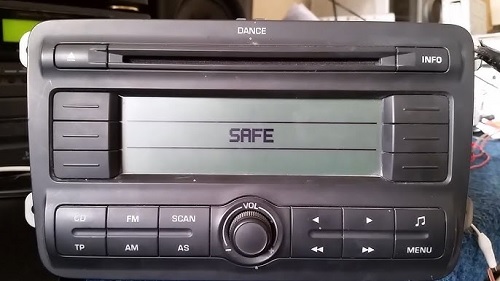 DANCE
INFO
SAFE
CD FM SCAN VOL
TP AM AS MENU